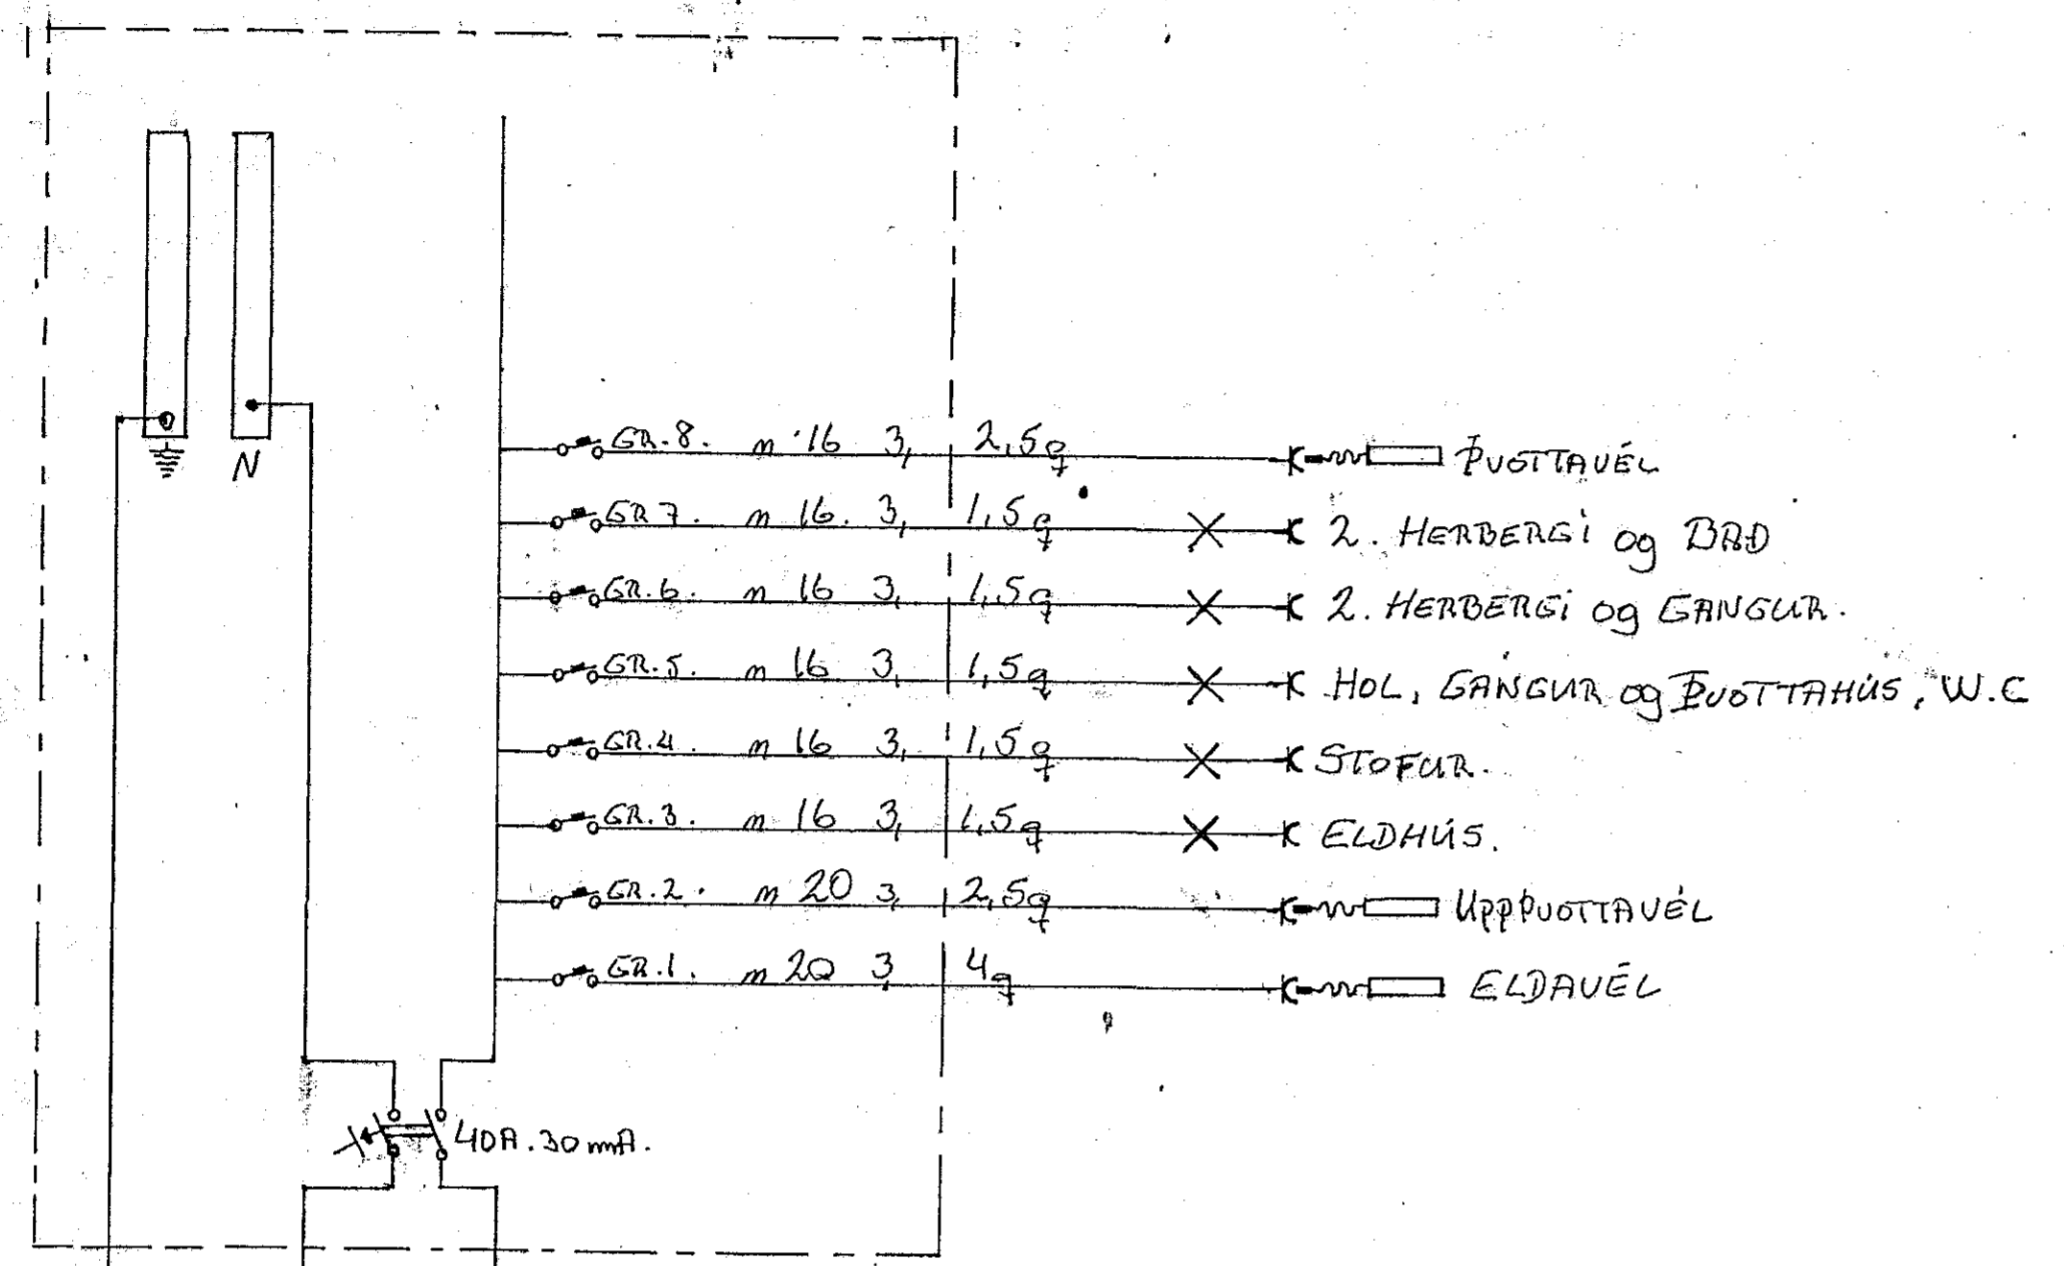 GR.8. m 16 3, 2,5q ÞVOTTAVÉL
GR 7. m 16. 3, 1,5q 2. HERBERGi og BAÐ
GR.6. m 16 3, 1,5q 2. HERBERGi og GANGUR.
GR.5. m 16 3, 1,5q HOL, GANGUR og ÞVOTTAHÚS, W.C
GR.4. m 16 3, 1,5q STOFUR.
GR.3. m 16 3, 1,5q ELDHÚS.
GR.2. m 20 3, 2,5q UppÞVOTTAVÉL
GR.1. m 20 3, 4q ELDAVÉL
N
40A.30mA.